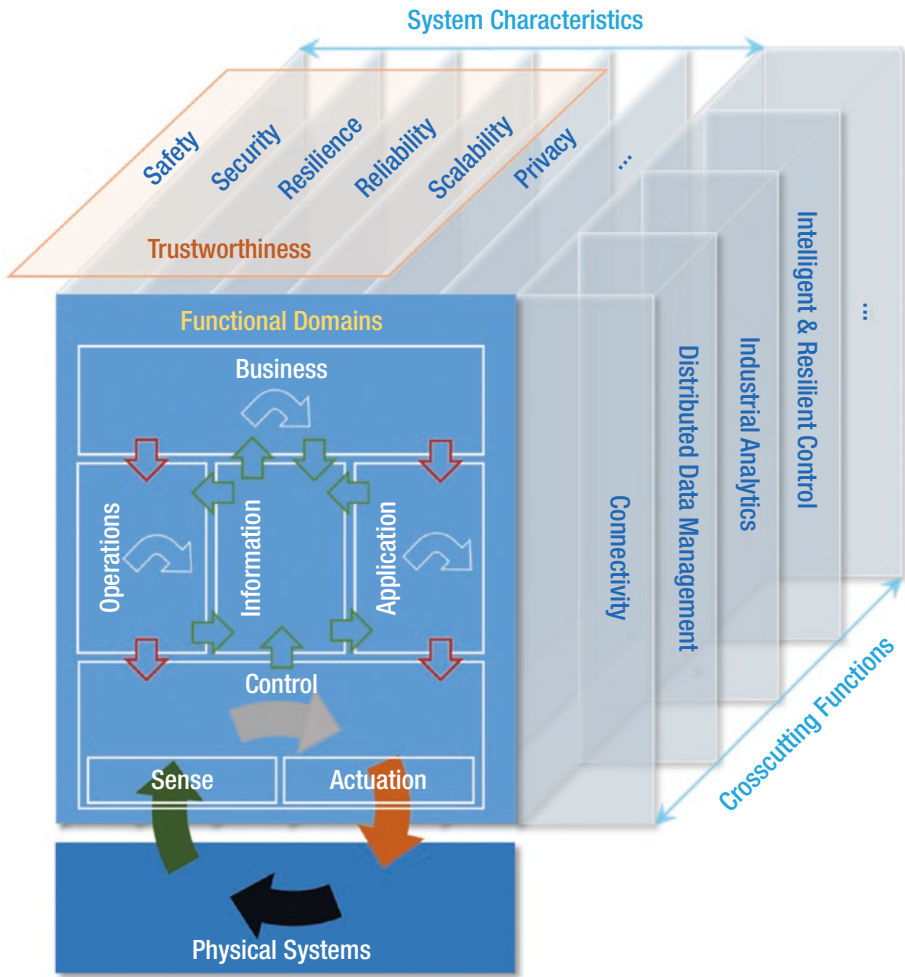 System Characteristics
Safety
Security
Resilience
Reliability
Scalability
Privacy
...
Trustworthiness
Functional Domains
Business
Operations
Information
Application
Control
Sense
Actuation
Physical Systems
Connectivity
Distributed Data Management
Industrial Analytics
Intelligent & Resilient Control
...
Crosscutting Functions